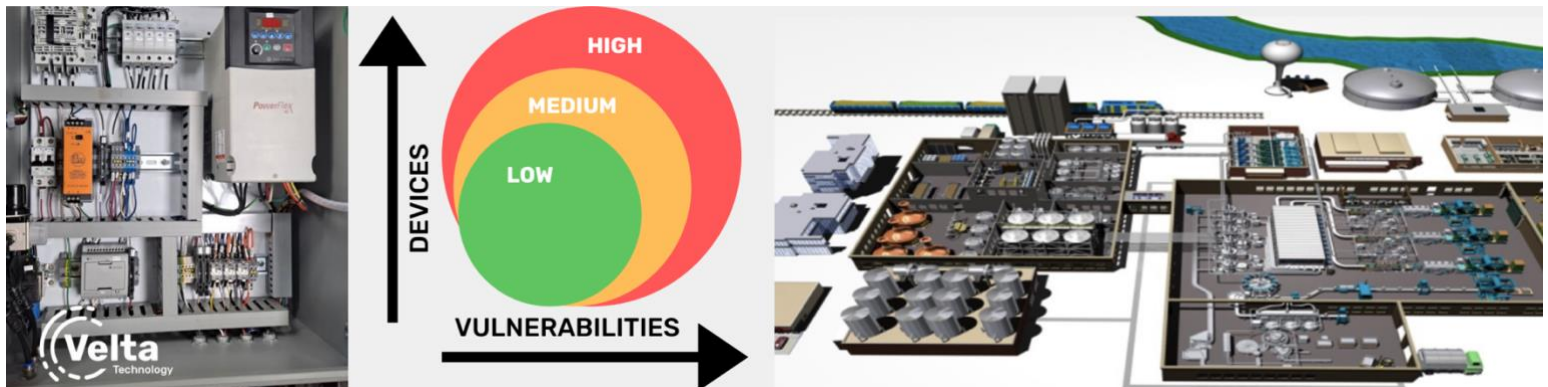 PowerFlex
Velta
Technology
DEVICES
HIGH
MEDIUM
LOW
VULNERABILITIES